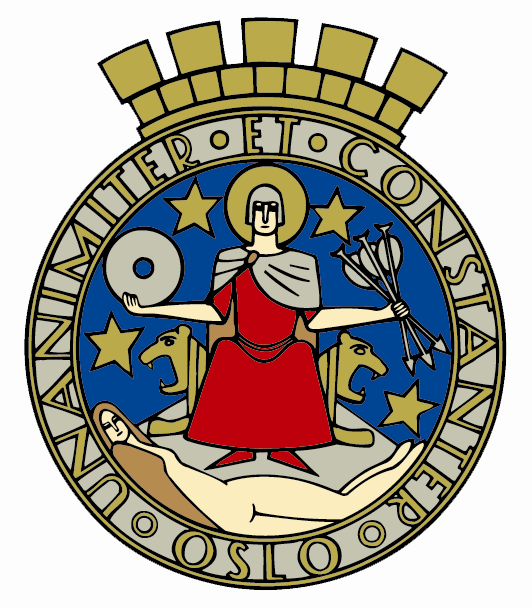 UNANIMITER · ET · CONSTANTER · OSLO ·